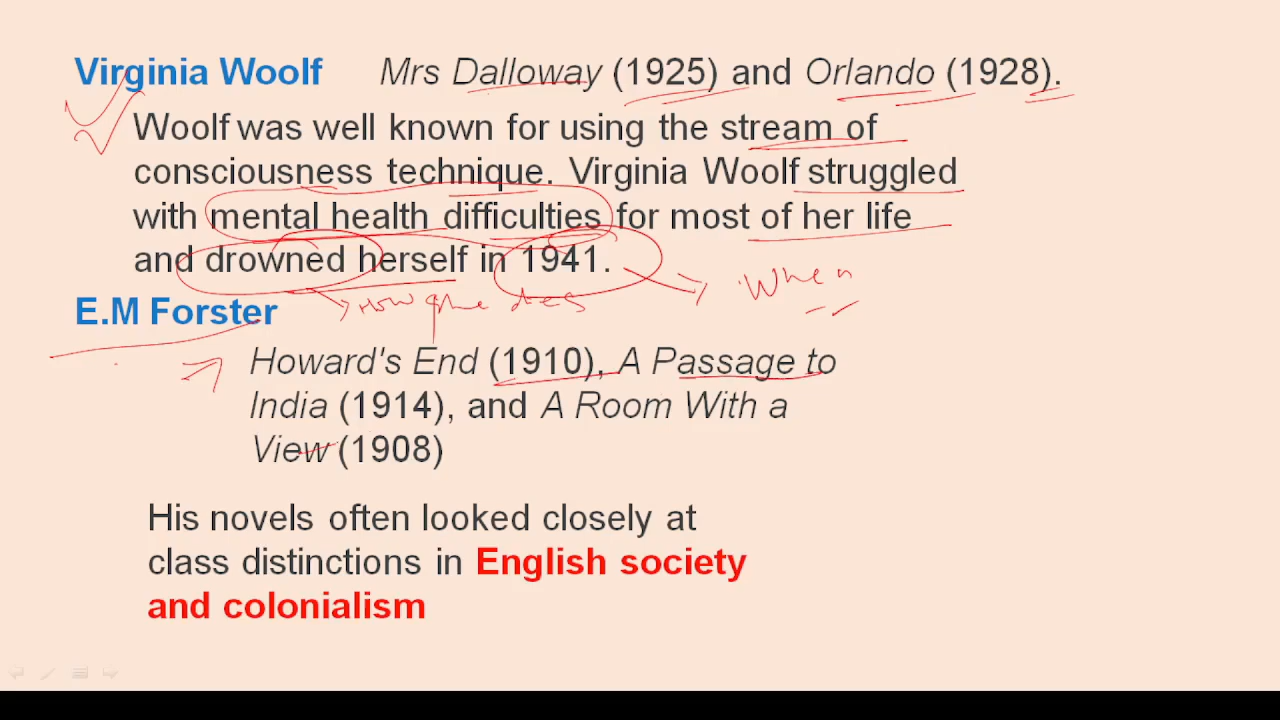 Virginia Woolf Mrs Dalloway (1925) and Orlando (1928).
Woolf was well known for using the stream of
consciousness technique. Virginia Woolf struggled
with mental health difficulties for most of her life
and drowned herself in 1941.
When
How she dies
E.M Forster
Howard's End (1910), A Passage to
India (1914), and A Room With a
View (1908)
His novels often looked closely at
class distinctions in English society
and colonialism